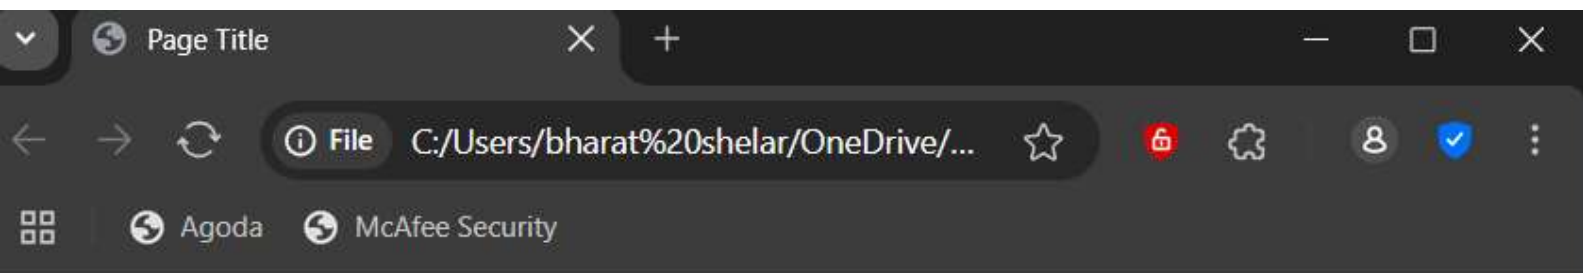 Page Title
File C:/Users/bharat%20shelar/OneDrive/...
Agoda McAfee Security